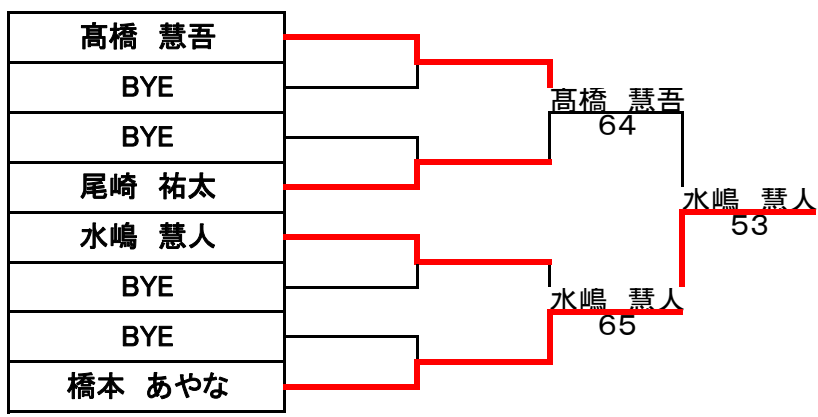 髙橋　慧吾
BYE
BYE
尾崎　祐太
水嶋　慧人
BYE
BYE
橋本　あやな
髙橋　慧吾
64
水嶋　慧人
65
水嶋　慧人
53